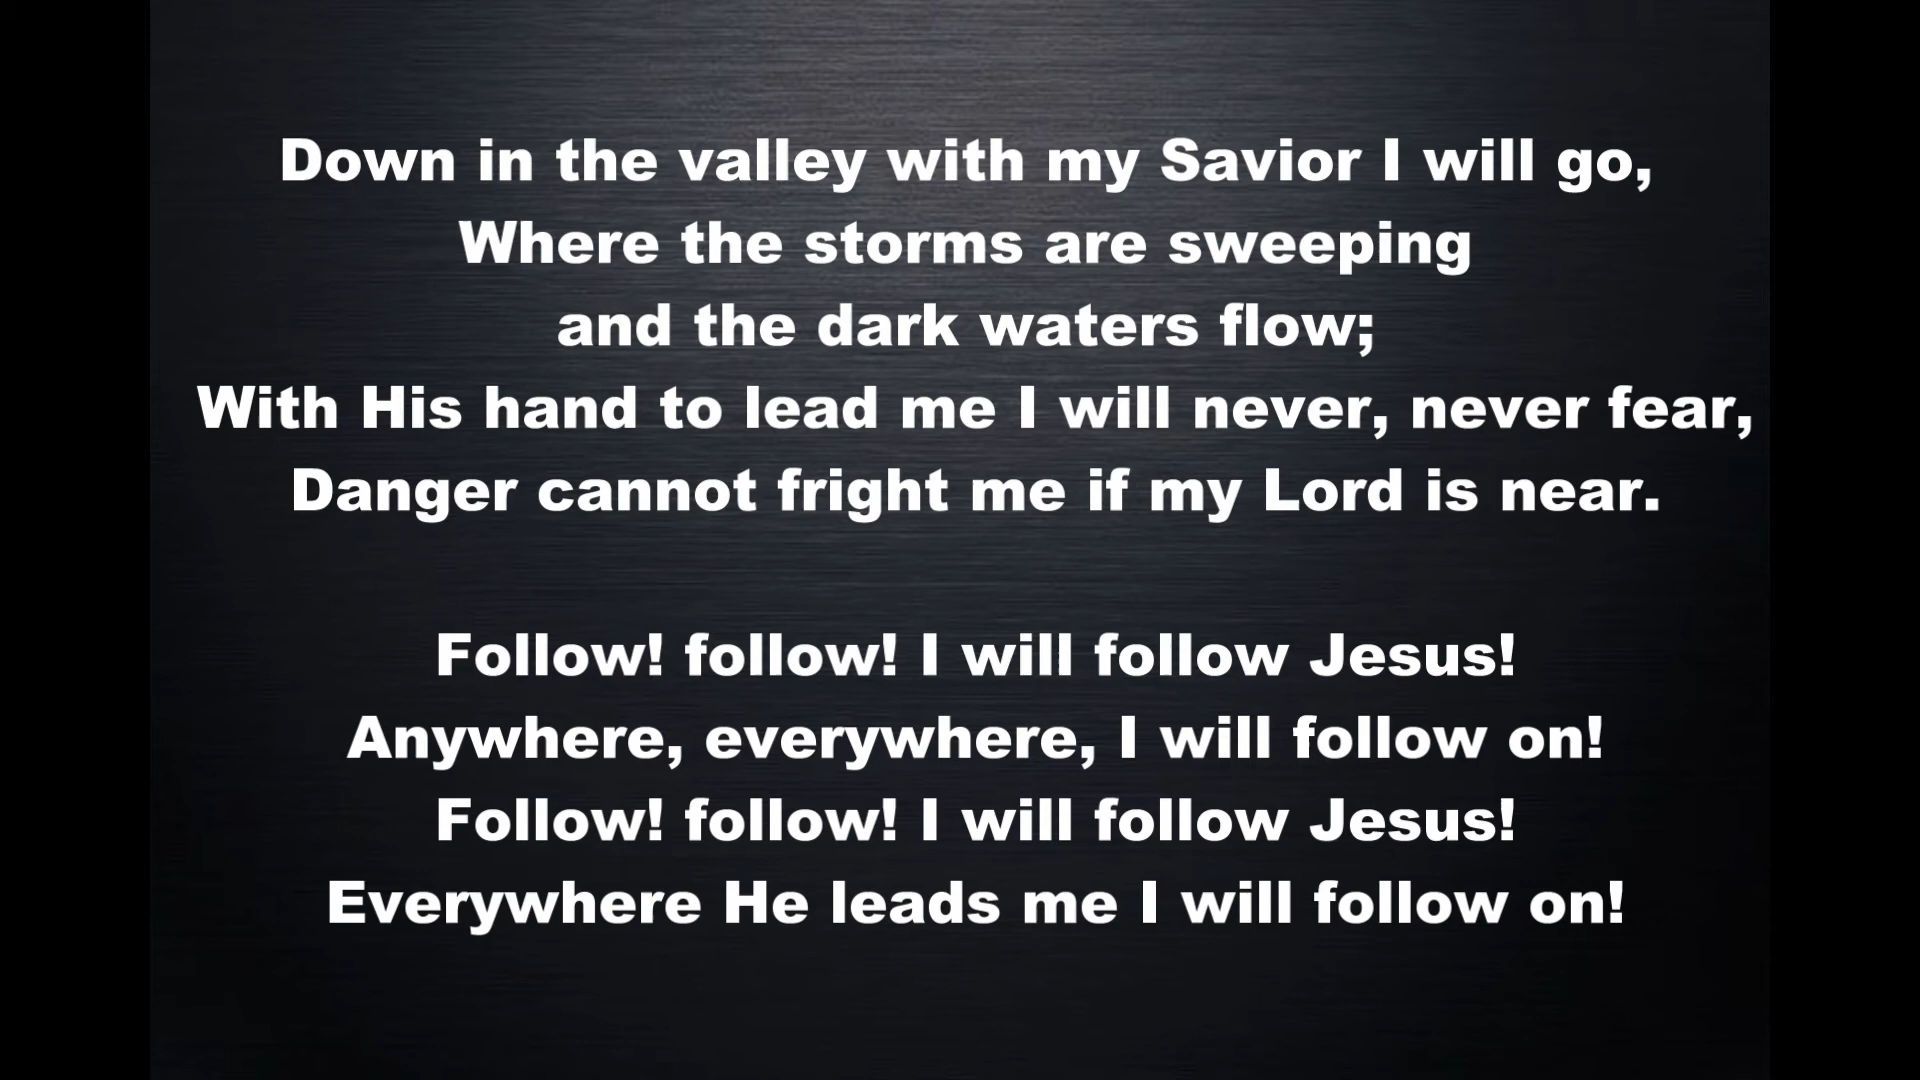 Down in the valley with my Savior I will go,
Where the storms are sweeping
and the dark waters flow;
With His hand to lead me I will never, never fear,
Danger cannot fright me if my Lord is near.
Follow! follow! I will follow Jesus!
Anywhere, everywhere, I will follow on!
Follow! follow! I will follow Jesus!
Everywhere He leads me I will follow on!